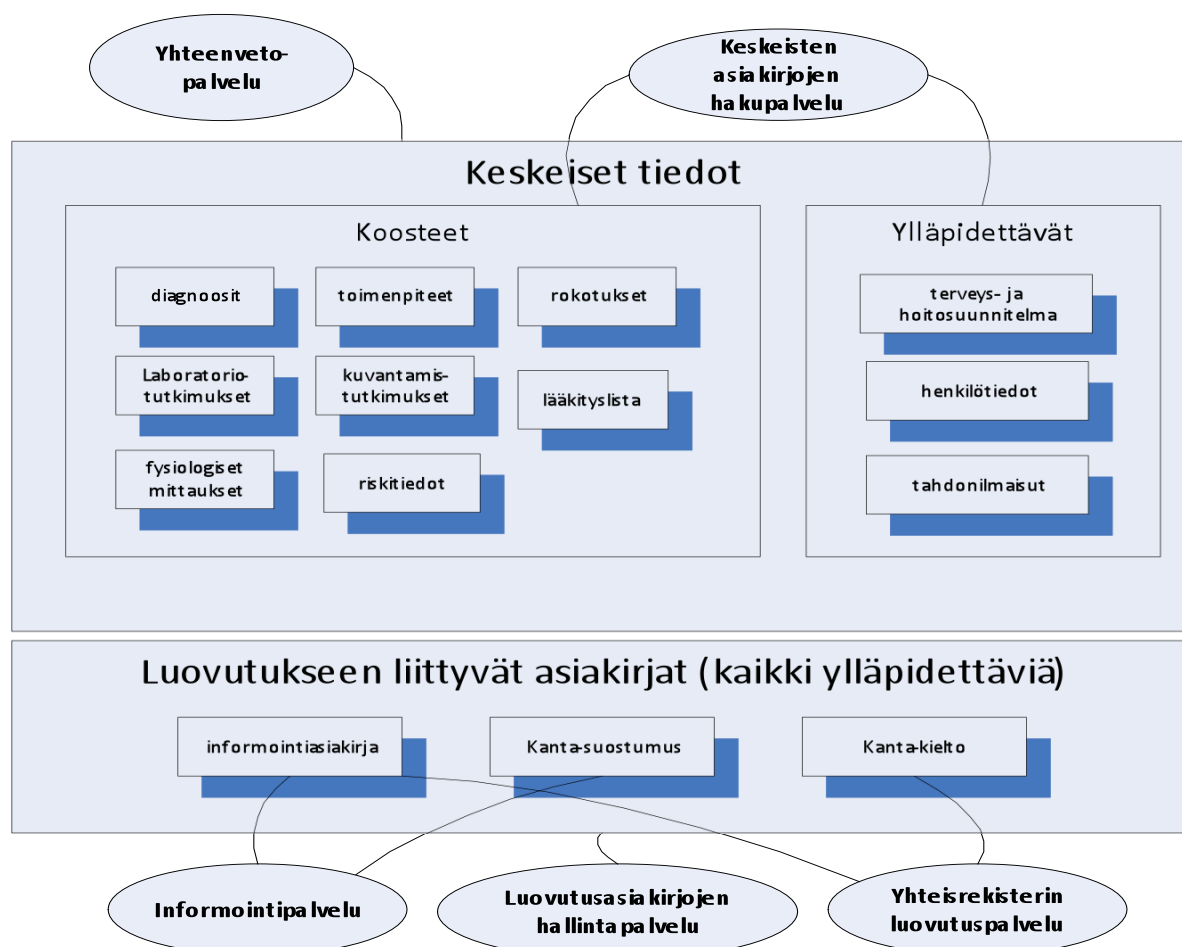 Yhteenveto-
palvelu
Keskeisten
asiakirjojen
hakupalvelu
Keskeiset tiedot
Koosteet
Ylläpidettävät
diagnoosit
toimenpiteet
rokotukset
terveys- ja
hoitosuunnitelma
Laboratorio-
tutkimukset
kuvantamis-
tutkimukset
lääkityslista
henkilötiedot
fysiologiset
mittaukset
riskitiedot
tahdonilmaisut
Luovutukseen liittyvät asiakirjat (kaikki ylläpidettäviä)
informointiasiakirja
Kanta-suostumus
Kanta-kielto
Informointipalvelu
Luovutusasiakirjojen
hallintapalvelu
Yhteisrekisterin
luovutuspalvelu